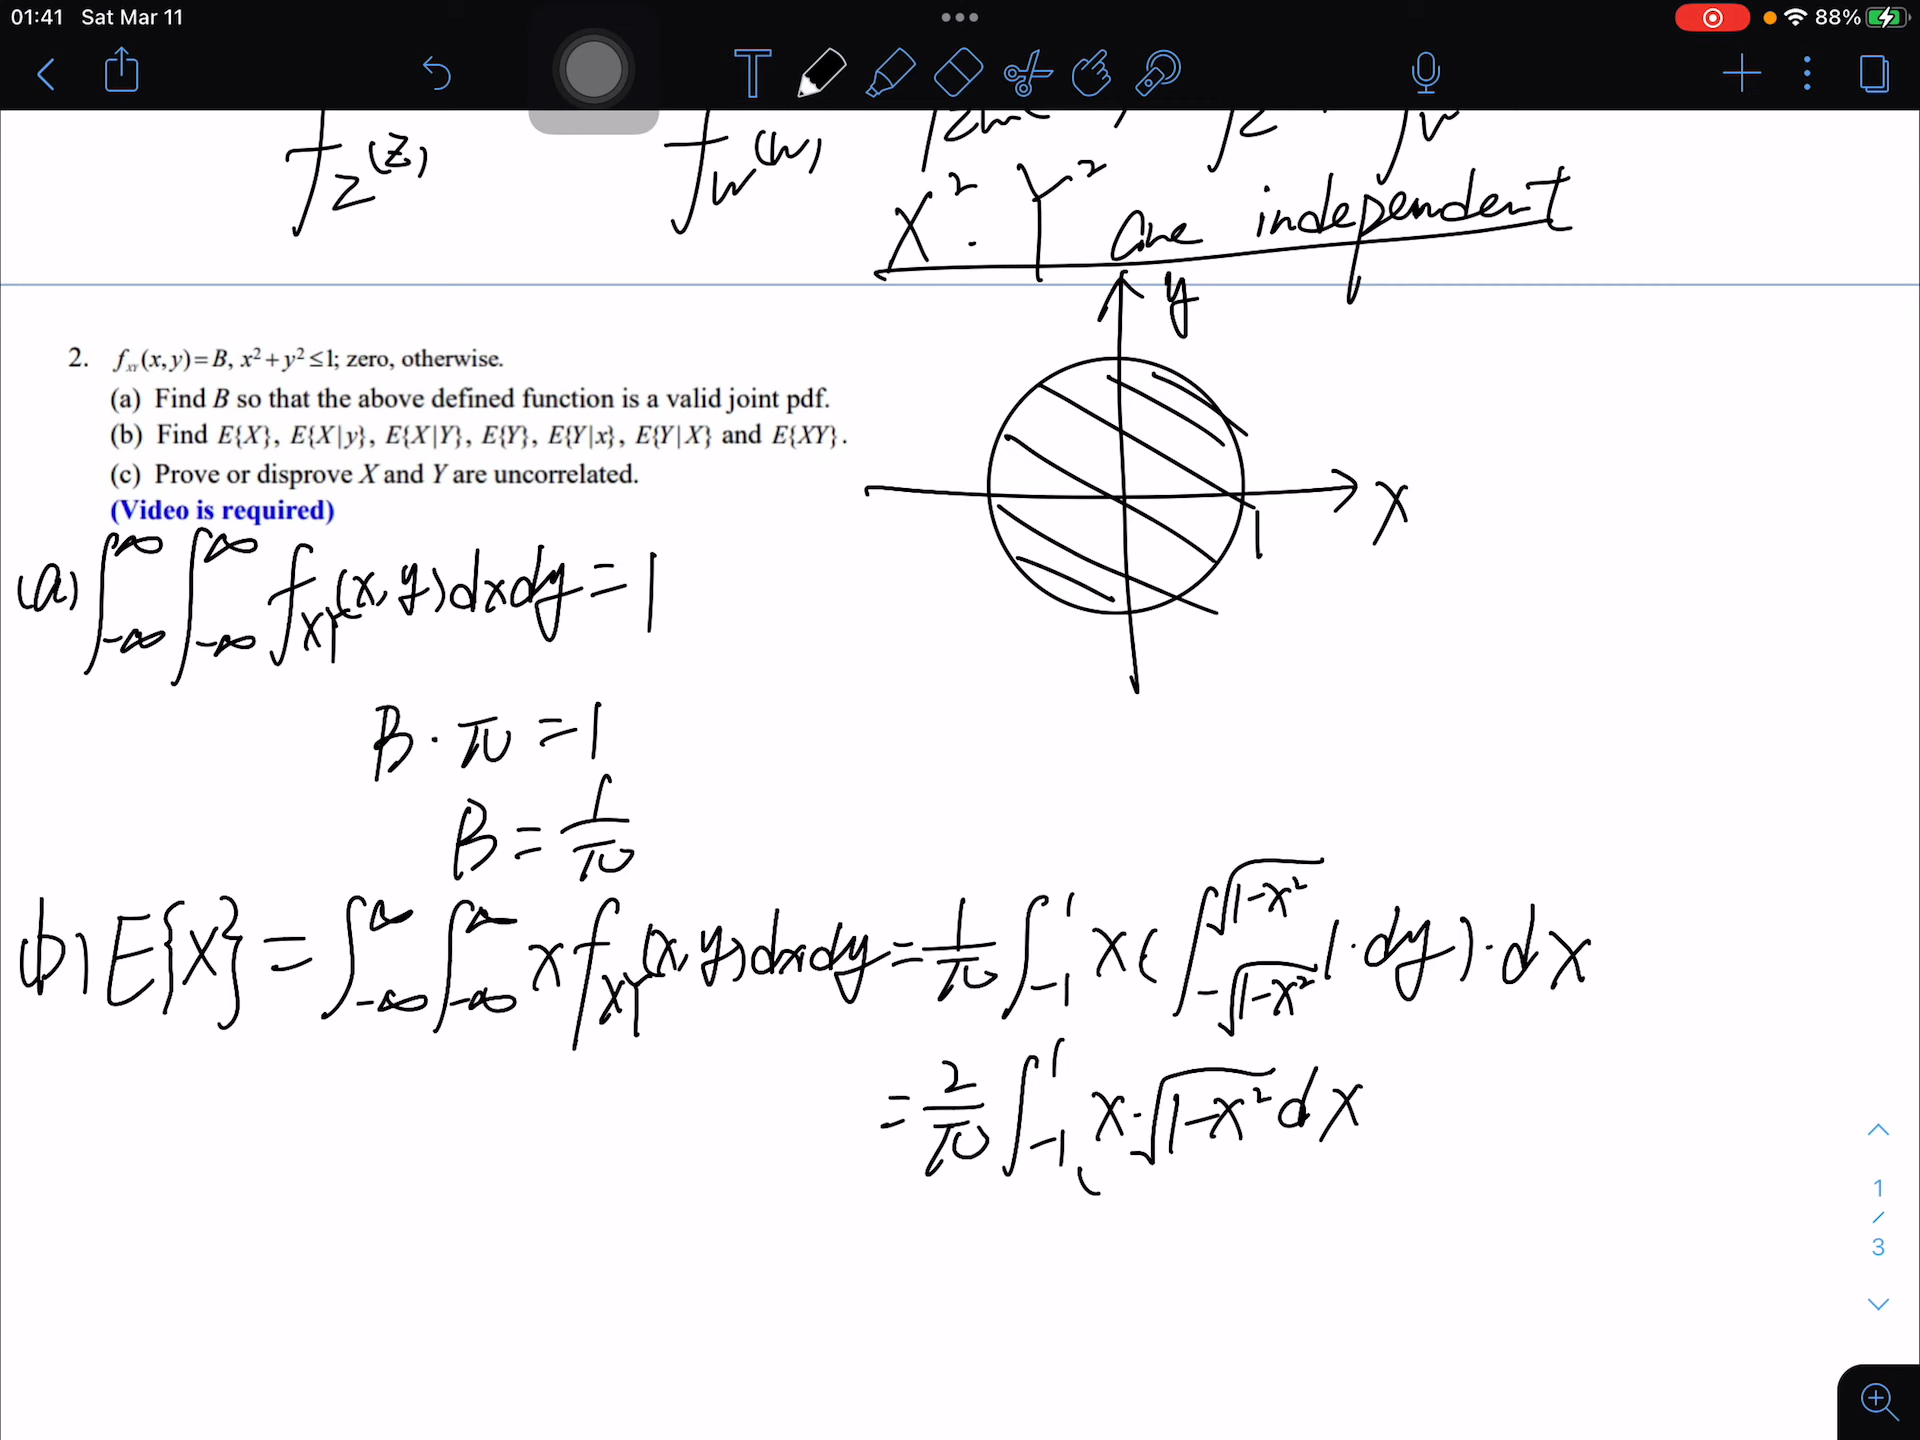 01:41 Sat Mar 11
88%
f_Z(z) f_W(w)
X². Y² are independent
y
2. f_XY(x,y)=B, x²+y²≤1; zero, otherwise.
(a) Find B so that the above defined function is a valid joint pdf.
(b) Find E{X}, E{X|y}, E{X|Y}, E{Y}, E{Y|x}, E{Y|X} and E{XY}.
(c) Prove or disprove X and Y are uncorrelated.
(Video is required)
X
1
(a) ∫_{-∞}^{∞} ∫_{-∞}^{∞} f_XY(x,y)dxdy = 1
B·π = 1
B = 1/π
(b) E{X} = ∫_{-∞}^{∞} ∫_{-∞}^{∞} x f_XY(x,y)dxdy = 1/π ∫_{-1}^{1} x( ∫_{-√(1-x²)}^{√(1-x²)} 1·dy)·dx
= 2/π ∫_{-1}^{1} x·√(1-x²) dx
1
/
3